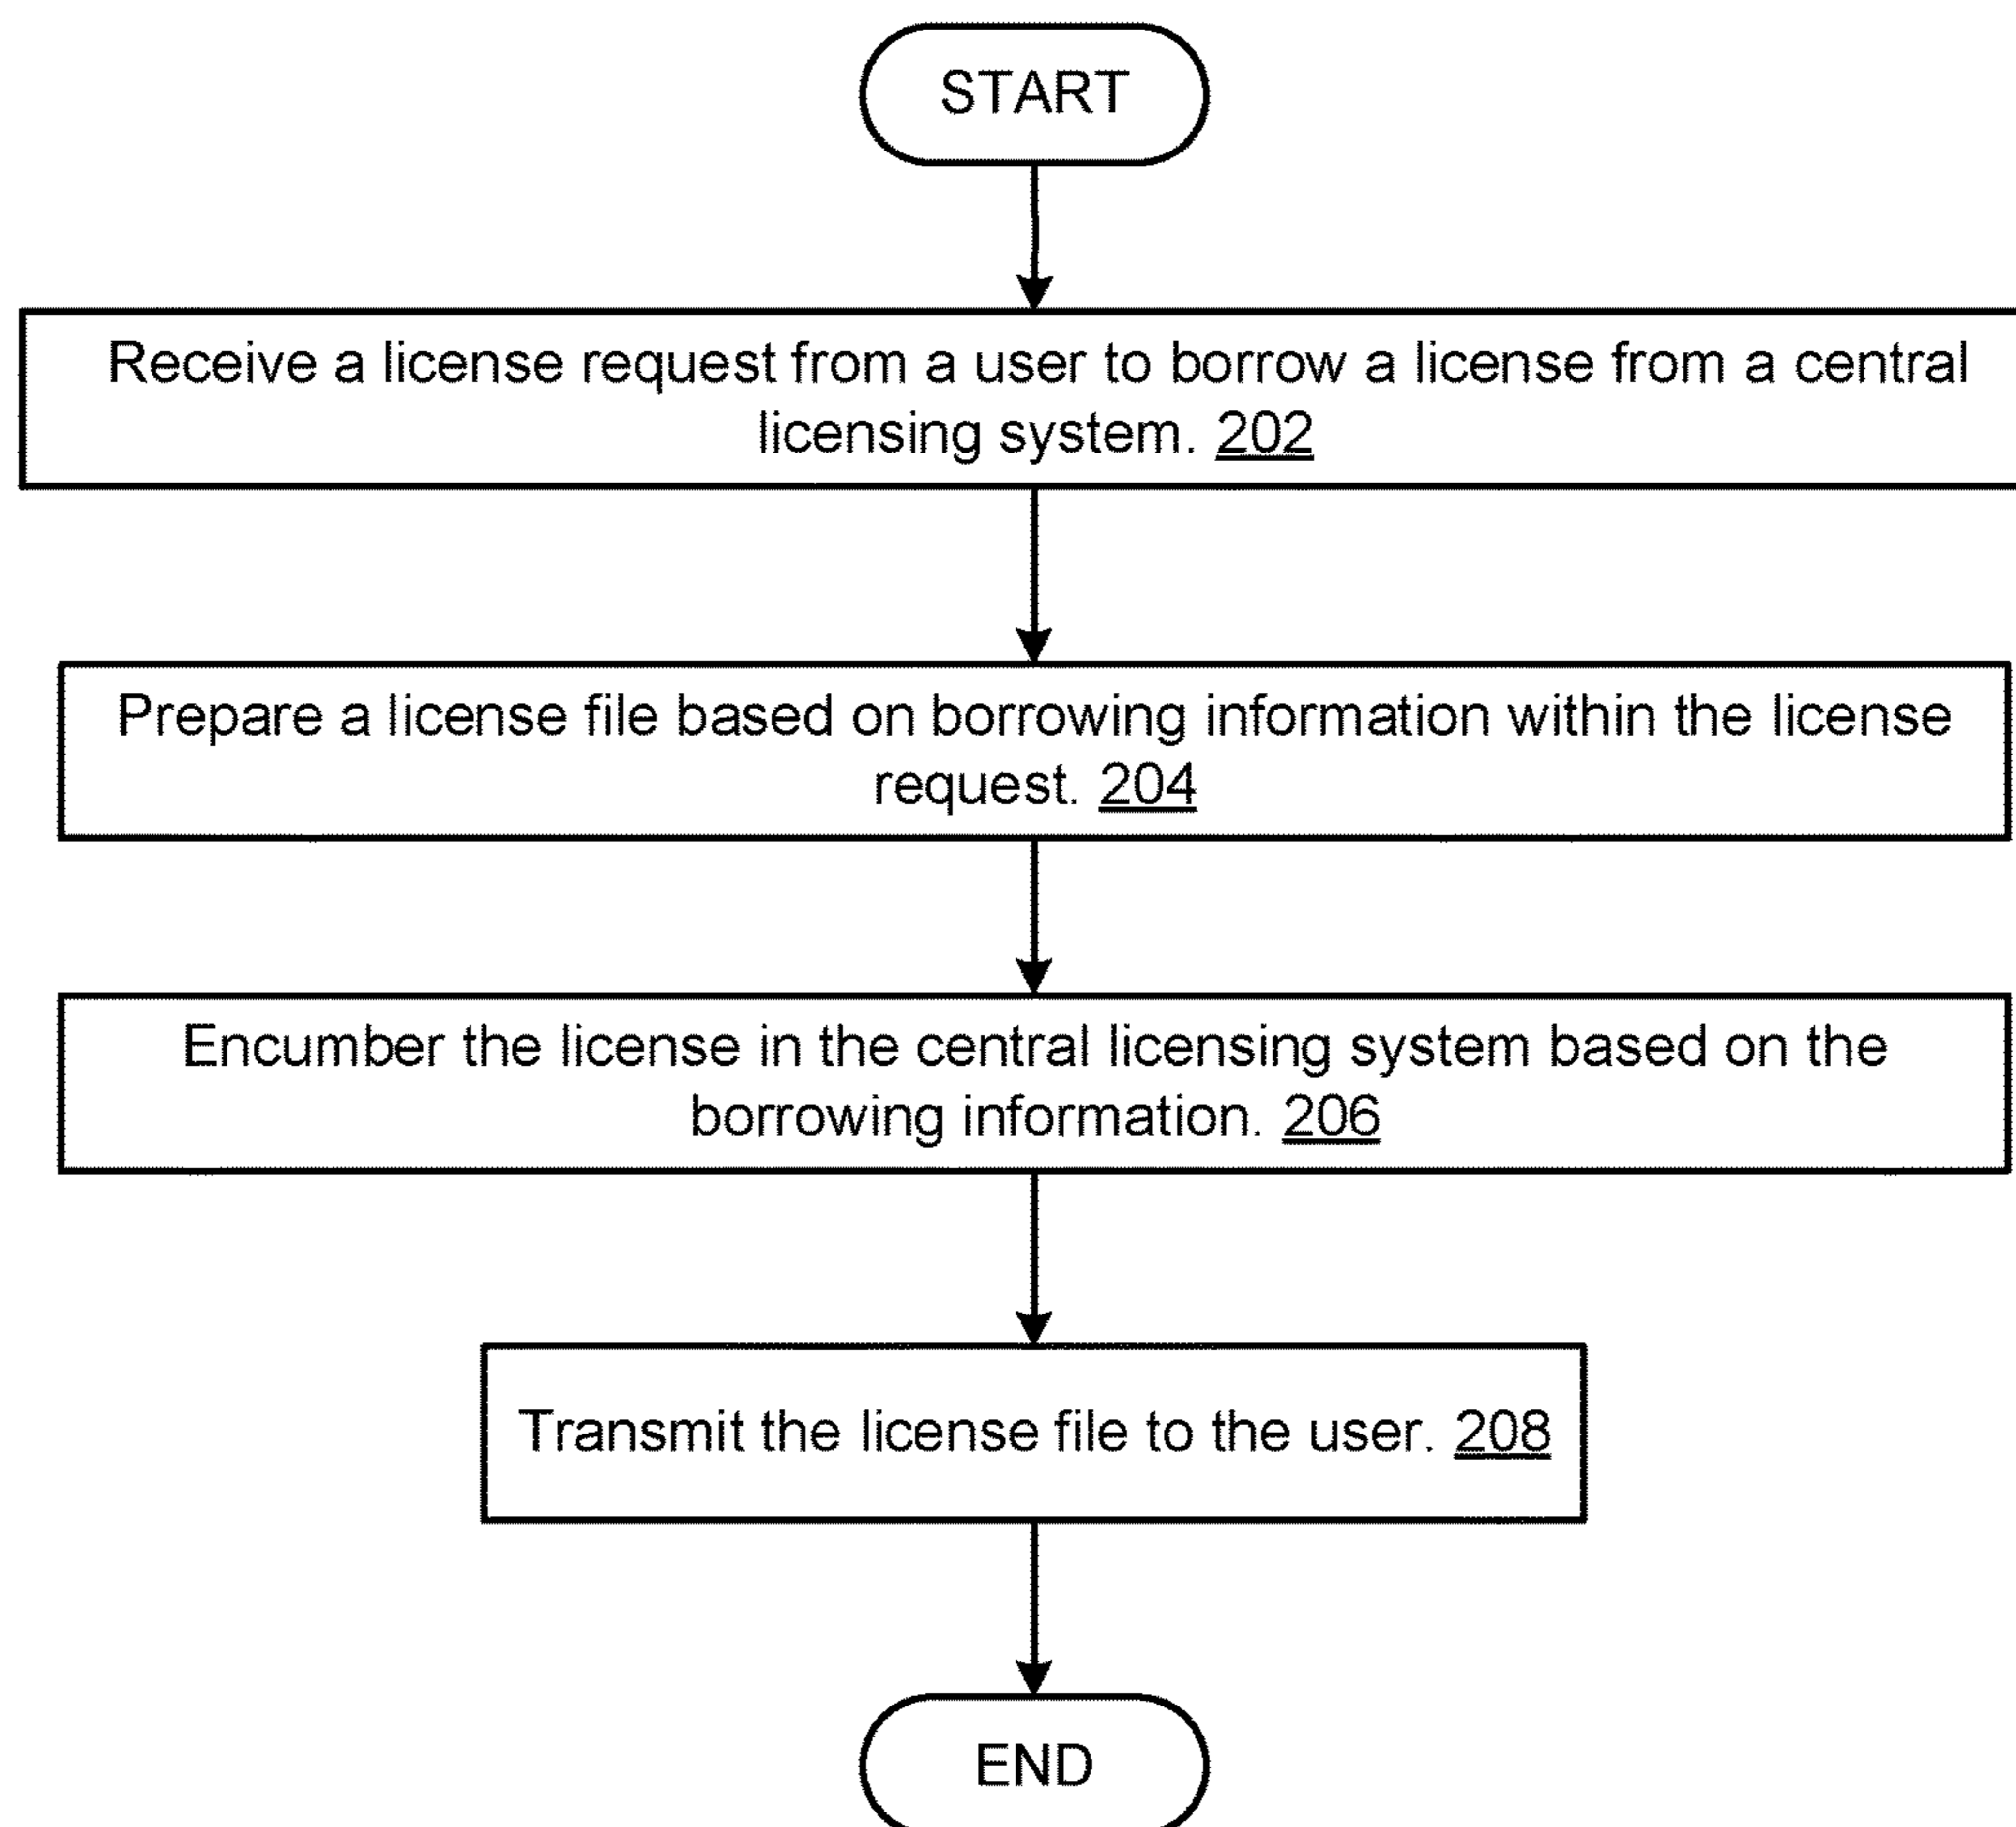 START
Receive a license request from a user to borrow a license from a central
licensing system. 202
Prepare a license file based on borrowing information within the license
request. 204
Encumber the license in the central licensing system based on the
borrowing information. 206
Transmit the license file to the user. 208
END